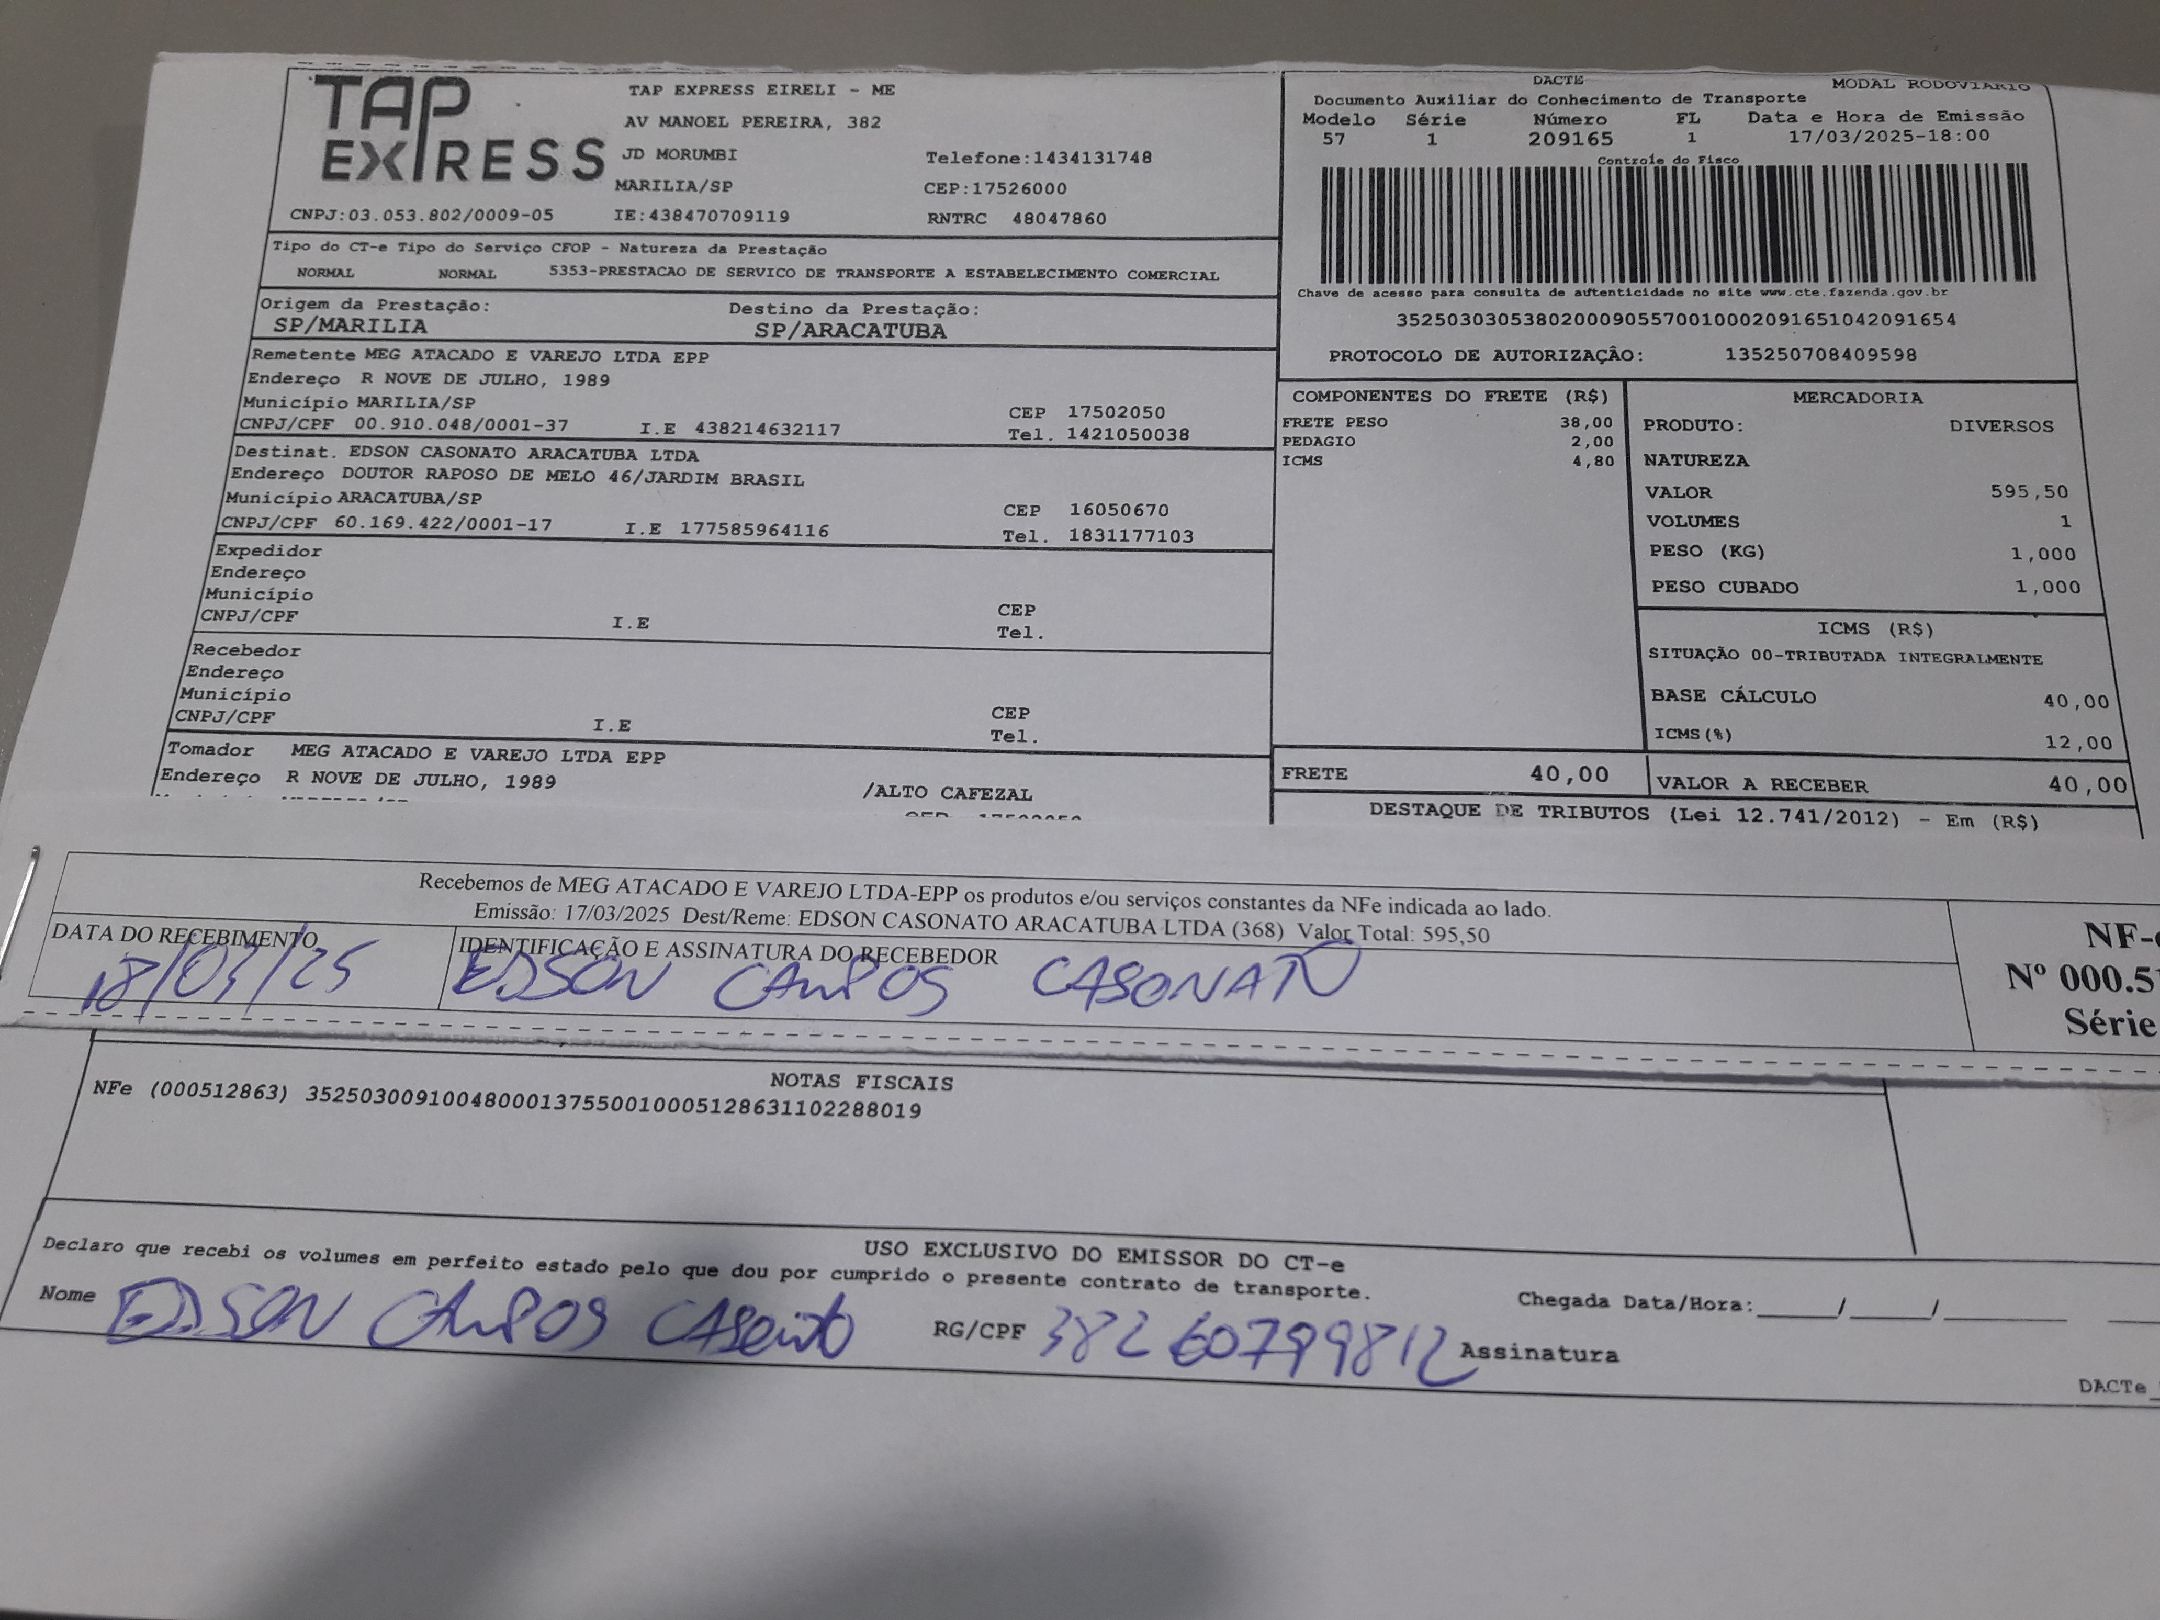 TAP EXPRESS
TAP EXPRESS EIRELI - ME
AV MANOEL PEREIRA, 382
JD MORUMBI Telefone:1434131748
MARILIA/SP CEP:17526000
CNPJ:03.053.802/0009-05 IE:438470709119 RNTRC 48047860
DACTE MODAL RODOVIARIO
Documento Auxiliar do Conhecimento de Transporte
Modelo Série Número FL Data e Hora de Emissão
57 1 209165 1 17/03/2025-18:00
Controle do Fisco
Chave de acesso para consulta de autenticidade no site www.cte.fazenda.gov.br
35250303053802000905570010002091651042091654
PROTOCOLO DE AUTORIZAÇÃO: 135250708409598
Tipo do CT-e Tipo do Serviço CFOP - Natureza da Prestação
NORMAL NORMAL 5353-PRESTACAO DE SERVICO DE TRANSPORTE A ESTABELECIMENTO COMERCIAL
Origem da Prestação: Destino da Prestação:
SP/MARILIA SP/ARACATUBA
Remetente MEG ATACADO E VAREJO LTDA EPP
Endereço R NOVE DE JULHO, 1989
Município MARILIA/SP CEP 17502050
CNPJ/CPF 00.910.048/0001-37 I.E 438214632117 Tel. 1421050038
Destinat. EDSON CASONATO ARACATUBA LTDA
Endereço DOUTOR RAPOSO DE MELO 46/JARDIM BRASIL
Município ARACATUBA/SP CEP 16050670
CNPJ/CPF 60.169.422/0001-17 I.E 177585964116 Tel. 1831177103
Expedidor
Endereço
Município CEP
CNPJ/CPF I.E Tel.
Recebedor
Endereço
Município CEP
CNPJ/CPF I.E Tel.
Tomador MEG ATACADO E VAREJO LTDA EPP
Endereço R NOVE DE JULHO, 1989 /ALTO CAFEZAL
COMPONENTES DO FRETE (R$)
FRETE PESO 38,00
PEDAGIO 2,00
ICMS 4,80
MERCADORIA
PRODUTO: DIVERSOS
NATUREZA
VALOR 595,50
VOLUMES 1
PESO (KG) 1,000
PESO CUBADO 1,000
ICMS (R$)
SITUAÇÃO 00-TRIBUTADA INTEGRALMENTE
BASE CÁLCULO 40,00
ICMS(%) 12,00
FRETE 40,00 VALOR A RECEBER 40,00
DESTAQUE DE TRIBUTOS (Lei 12.741/2012) - Em (R$)
Recebemos de MEG ATACADO E VAREJO LTDA-EPP os produtos e/ou serviços constantes da NFe indicada ao lado.
Emissão: 17/03/2025 Dest/Reme: EDSON CASONATO ARACATUBA LTDA (368) Valor Total: 595,50
DATA DO RECEBIMENTO IDENTIFICAÇÃO E ASSINATURA DO RECEBEDOR
18/03/25 EDSON CAMPOS CASONATO
NF-
Nº 000.51
Série
NOTAS FISCAIS
NFe (000512863) 35250300910048000137550010005128631102288019
USO EXCLUSIVO DO EMISSOR DO CT-e
Declaro que recebi os volumes em perfeito estado pelo que dou por cumprido o presente contrato de transporte.
Nome EDSON CAMPOS CASONATO RG/CPF 38260799812 Assinatura
Chegada Data/Hora:_____/_____/______
DACTe_